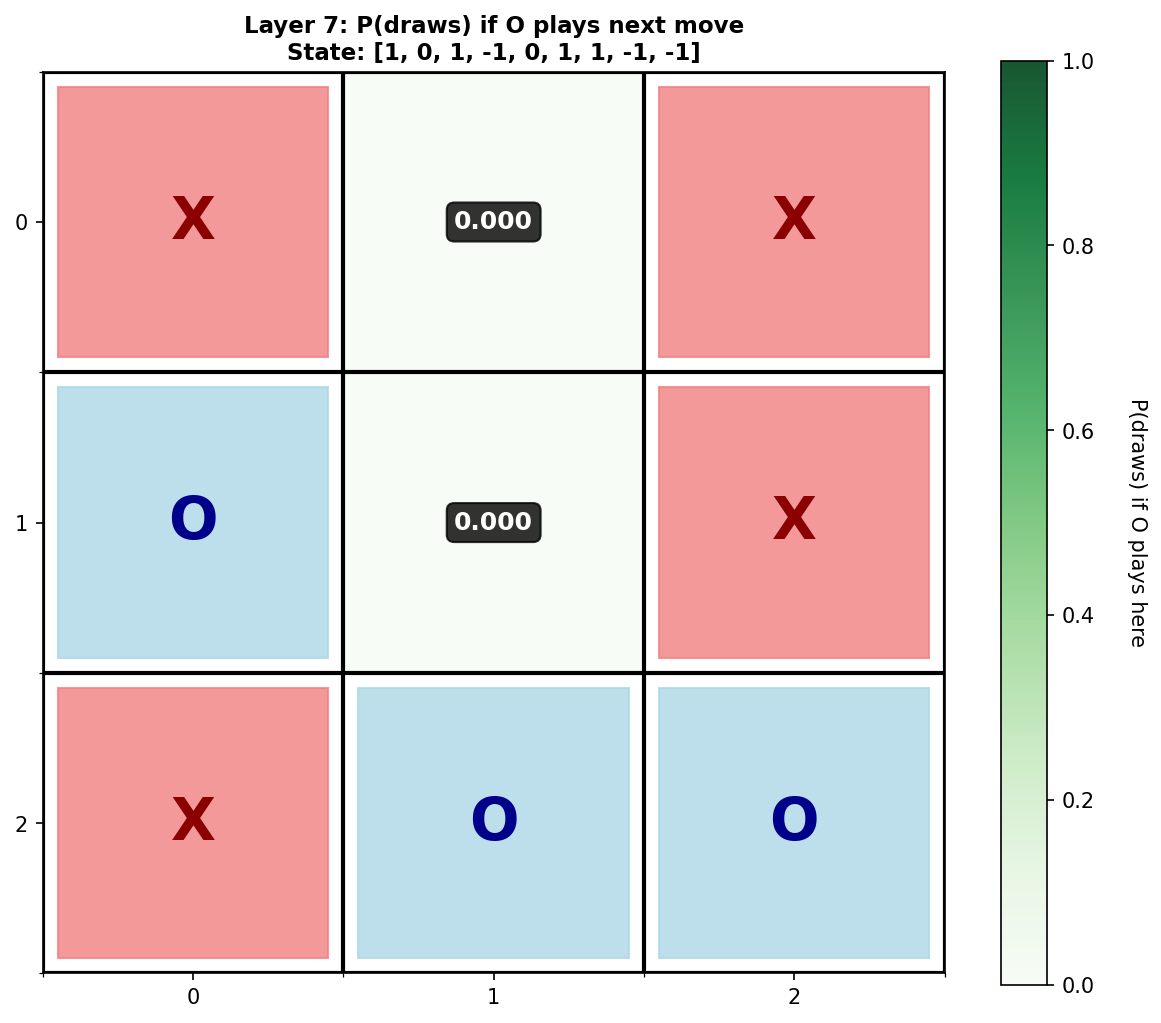 Layer 7: P(draws) if O plays next move
State: [1, 0, 1, -1, 0, 1, 1, -1, -1]
X
0.000
X
O
0.000
X
X
O
O
0
1
2
0
1
2
1.0
0.8
0.6
0.4
0.2
0.0
P(draws) if O plays here